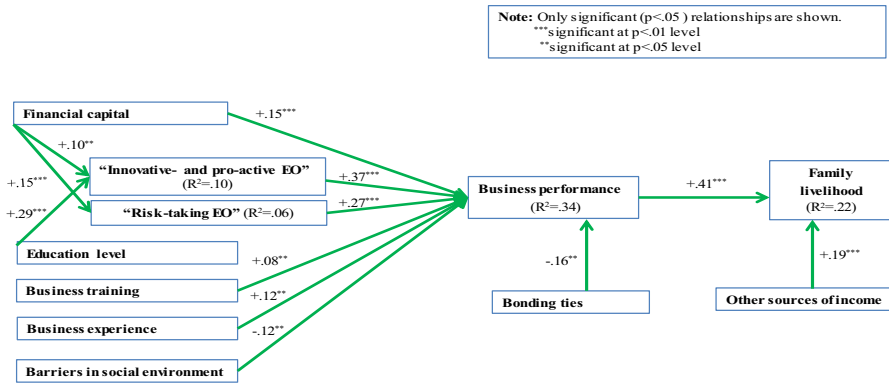 Note: Only significant (p<.05 ) relationships are shown.
***significant at p<.01 level
**significant at p<.05 level
Financial capital
+.15***
+.10**
"Innovative- and pro-active EO"
(R²=.10)
+.37***
+.15***
"Risk-taking EO" (R²=.06)
+.27***
+.29***
Business performance
(R²=.34)
+.41***
Family
livelihood
(R²=.22)
Education level
+.08**
-.16**
+.19***
Business training
+.12**
Bonding ties
Other sources of income
Business experience
-.12**
Barriers in social environment